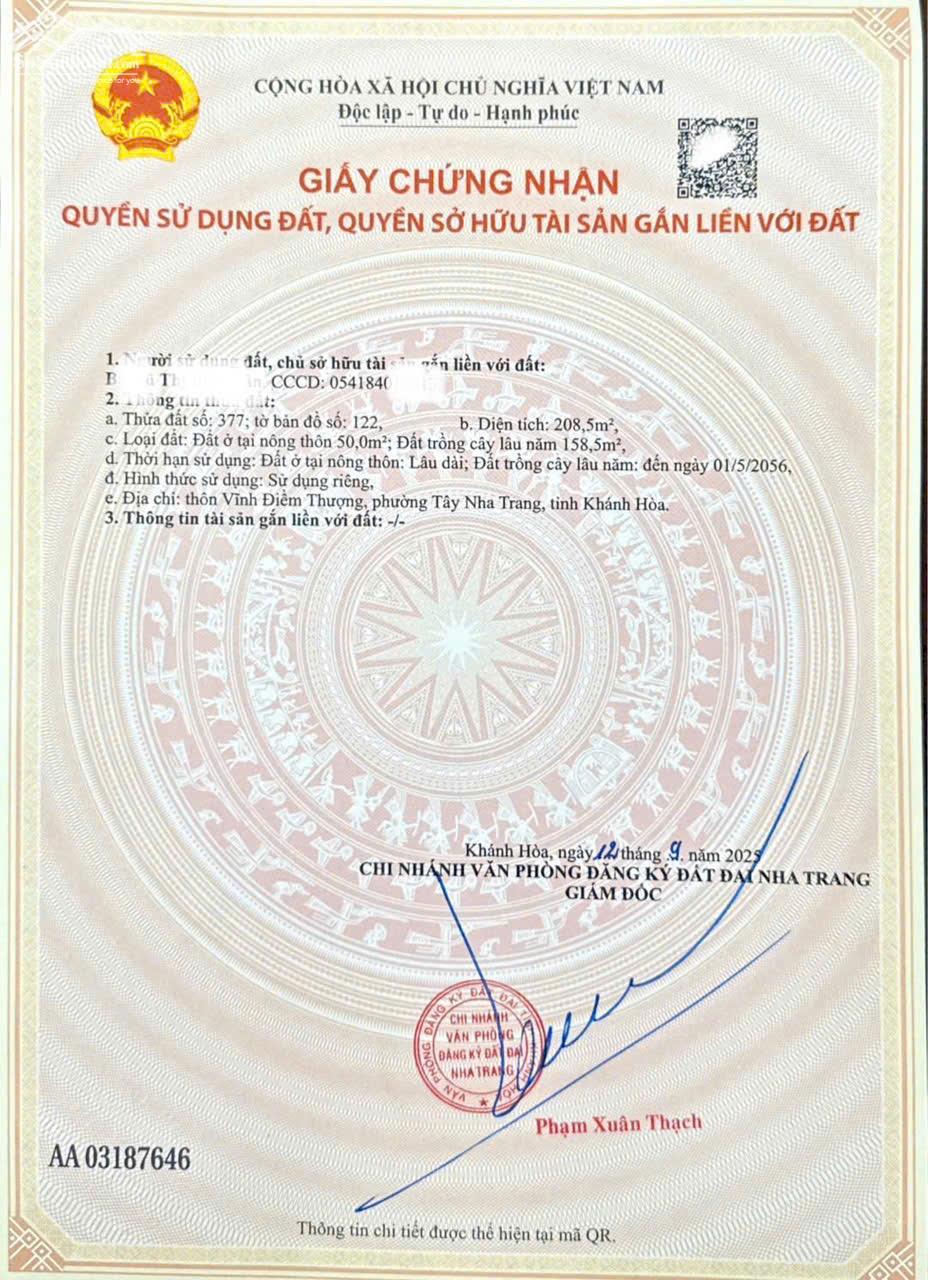 CỘNG HÒA XÃ HỘI CHỦ NGHĨA VIỆT NAM
Độc lập - Tự do - Hạnh phúc
GIẤY CHỨNG NHẬN
QUYỀN SỬ DỤNG ĐẤT, QUYỀN SỞ HỮU TÀI SẢN GẮN LIỀN VỚI ĐẤT
1. Người sử dụng đất, chủ sở hữu tài sản gắn liền với đất:
CCCD: 0541840
2. Thông tin thửa đất:
a. Thửa đất số: 377; tờ bản đồ số: 122, b. Diện tích: 208,5m²,
c. Loại đất: Đất ở tại nông thôn 50,0m²; Đất trồng cây lâu năm 158,5m²,
d. Thời hạn sử dụng: Đất ở tại nông thôn: Lâu dài; Đất trồng cây lâu năm: đến ngày 01/5/2056,
đ. Hình thức sử dụng: Sử dụng riêng,
e. Địa chỉ: thôn Vĩnh Điềm Thượng, phường Tây Nha Trang, tỉnh Khánh Hòa.
3. Thông tin tài sản gắn liền với đất: -/-
Khánh Hòa, ngày 12 tháng 9. năm 2025
CHI NHÁNH VĂN PHÒNG ĐĂNG KÝ ĐẤT ĐAI NHA TRANG
GIÁM ĐỐC
CHI NHÁNH
VĂN PHÒNG
ĐĂNG KÝ ĐẤT ĐAI
NHA TRANG
Phạm Xuân Thạch
AA 03187646
Thông tin chi tiết được thể hiện tại mã QR.